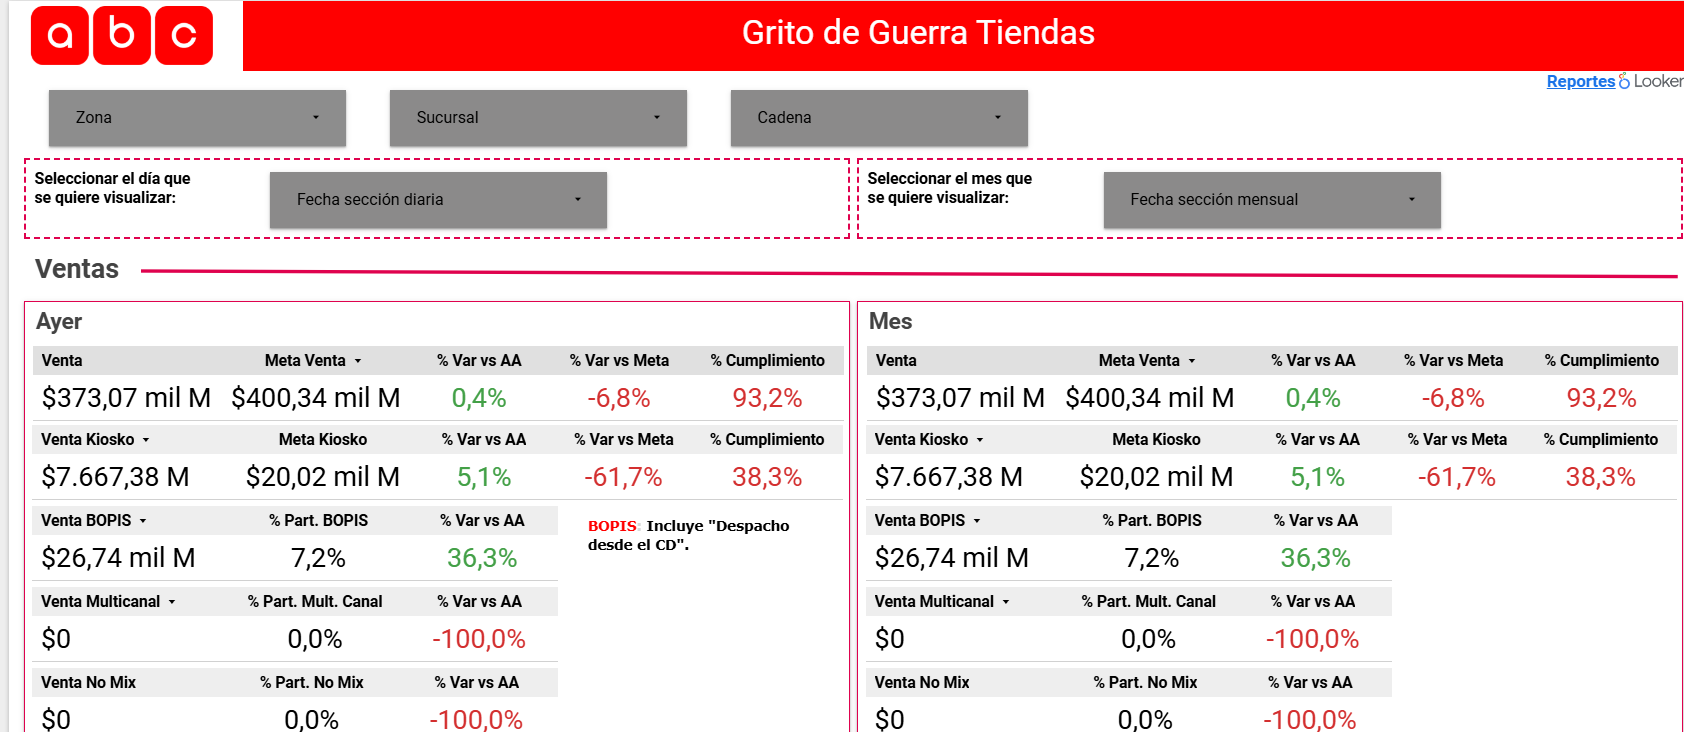 abc
Grito de Guerra Tiendas
Reportes Looker
Zona
Sucursal
Cadena
Seleccionar el día que
se quiere visualizar:
Fecha sección diaria
Seleccionar el mes que
se quiere visualizar:
Fecha sección mensual
Ventas
Ayer
Venta Meta Venta % Var vs AA % Var vs Meta % Cumplimiento
$373,07 mil M $400,34 mil M 0,4% -6,8% 93,2%
Venta Kiosko Meta Kiosko % Var vs AA % Var vs Meta % Cumplimiento
$7.667,38 M $20,02 mil M 5,1% -61,7% 38,3%
Venta BOPIS % Part. BOPIS % Var vs AA
$26,74 mil M 7,2% 36,3%
BOPIS: Incluye "Despacho
desde el CD".
Venta Multicanal % Part. Mult. Canal % Var vs AA
$0 0,0% -100,0%
Venta No Mix % Part. No Mix % Var vs AA
$0 0,0% -100,0%
Mes
Venta Meta Venta % Var vs AA % Var vs Meta % Cumplimiento
$373,07 mil M $400,34 mil M 0,4% -6,8% 93,2%
Venta Kiosko Meta Kiosko % Var vs AA % Var vs Meta % Cumplimiento
$7.667,38 M $20,02 mil M 5,1% -61,7% 38,3%
Venta BOPIS % Part. BOPIS % Var vs AA
$26,74 mil M 7,2% 36,3%
Venta Multicanal % Part. Mult. Canal % Var vs AA
$0 0,0% -100,0%
Venta No Mix % Part. No Mix % Var vs AA
$0 0,0% -100,0%